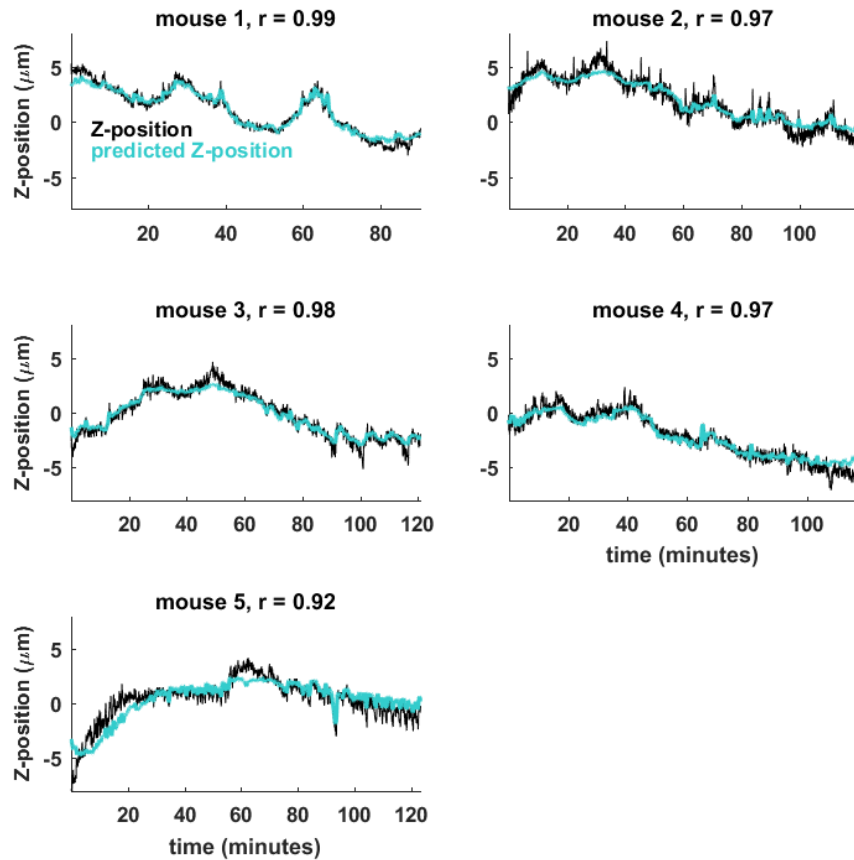 mouse 1, r = 0.99
Z-position (μm)
5
0
-5
Z-position
predicted Z-position
20 40 60 80
mouse 2, r = 0.97
5
0
-5
20 40 60 80 100
mouse 3, r = 0.98
Z-position (μm)
5
0
-5
20 40 60 80 100 120
mouse 4, r = 0.97
5
0
-5
20 40 60 80 100
time (minutes)
mouse 5, r = 0.92
Z-position (μm)
5
0
-5
20 40 60 80 100 120
time (minutes)